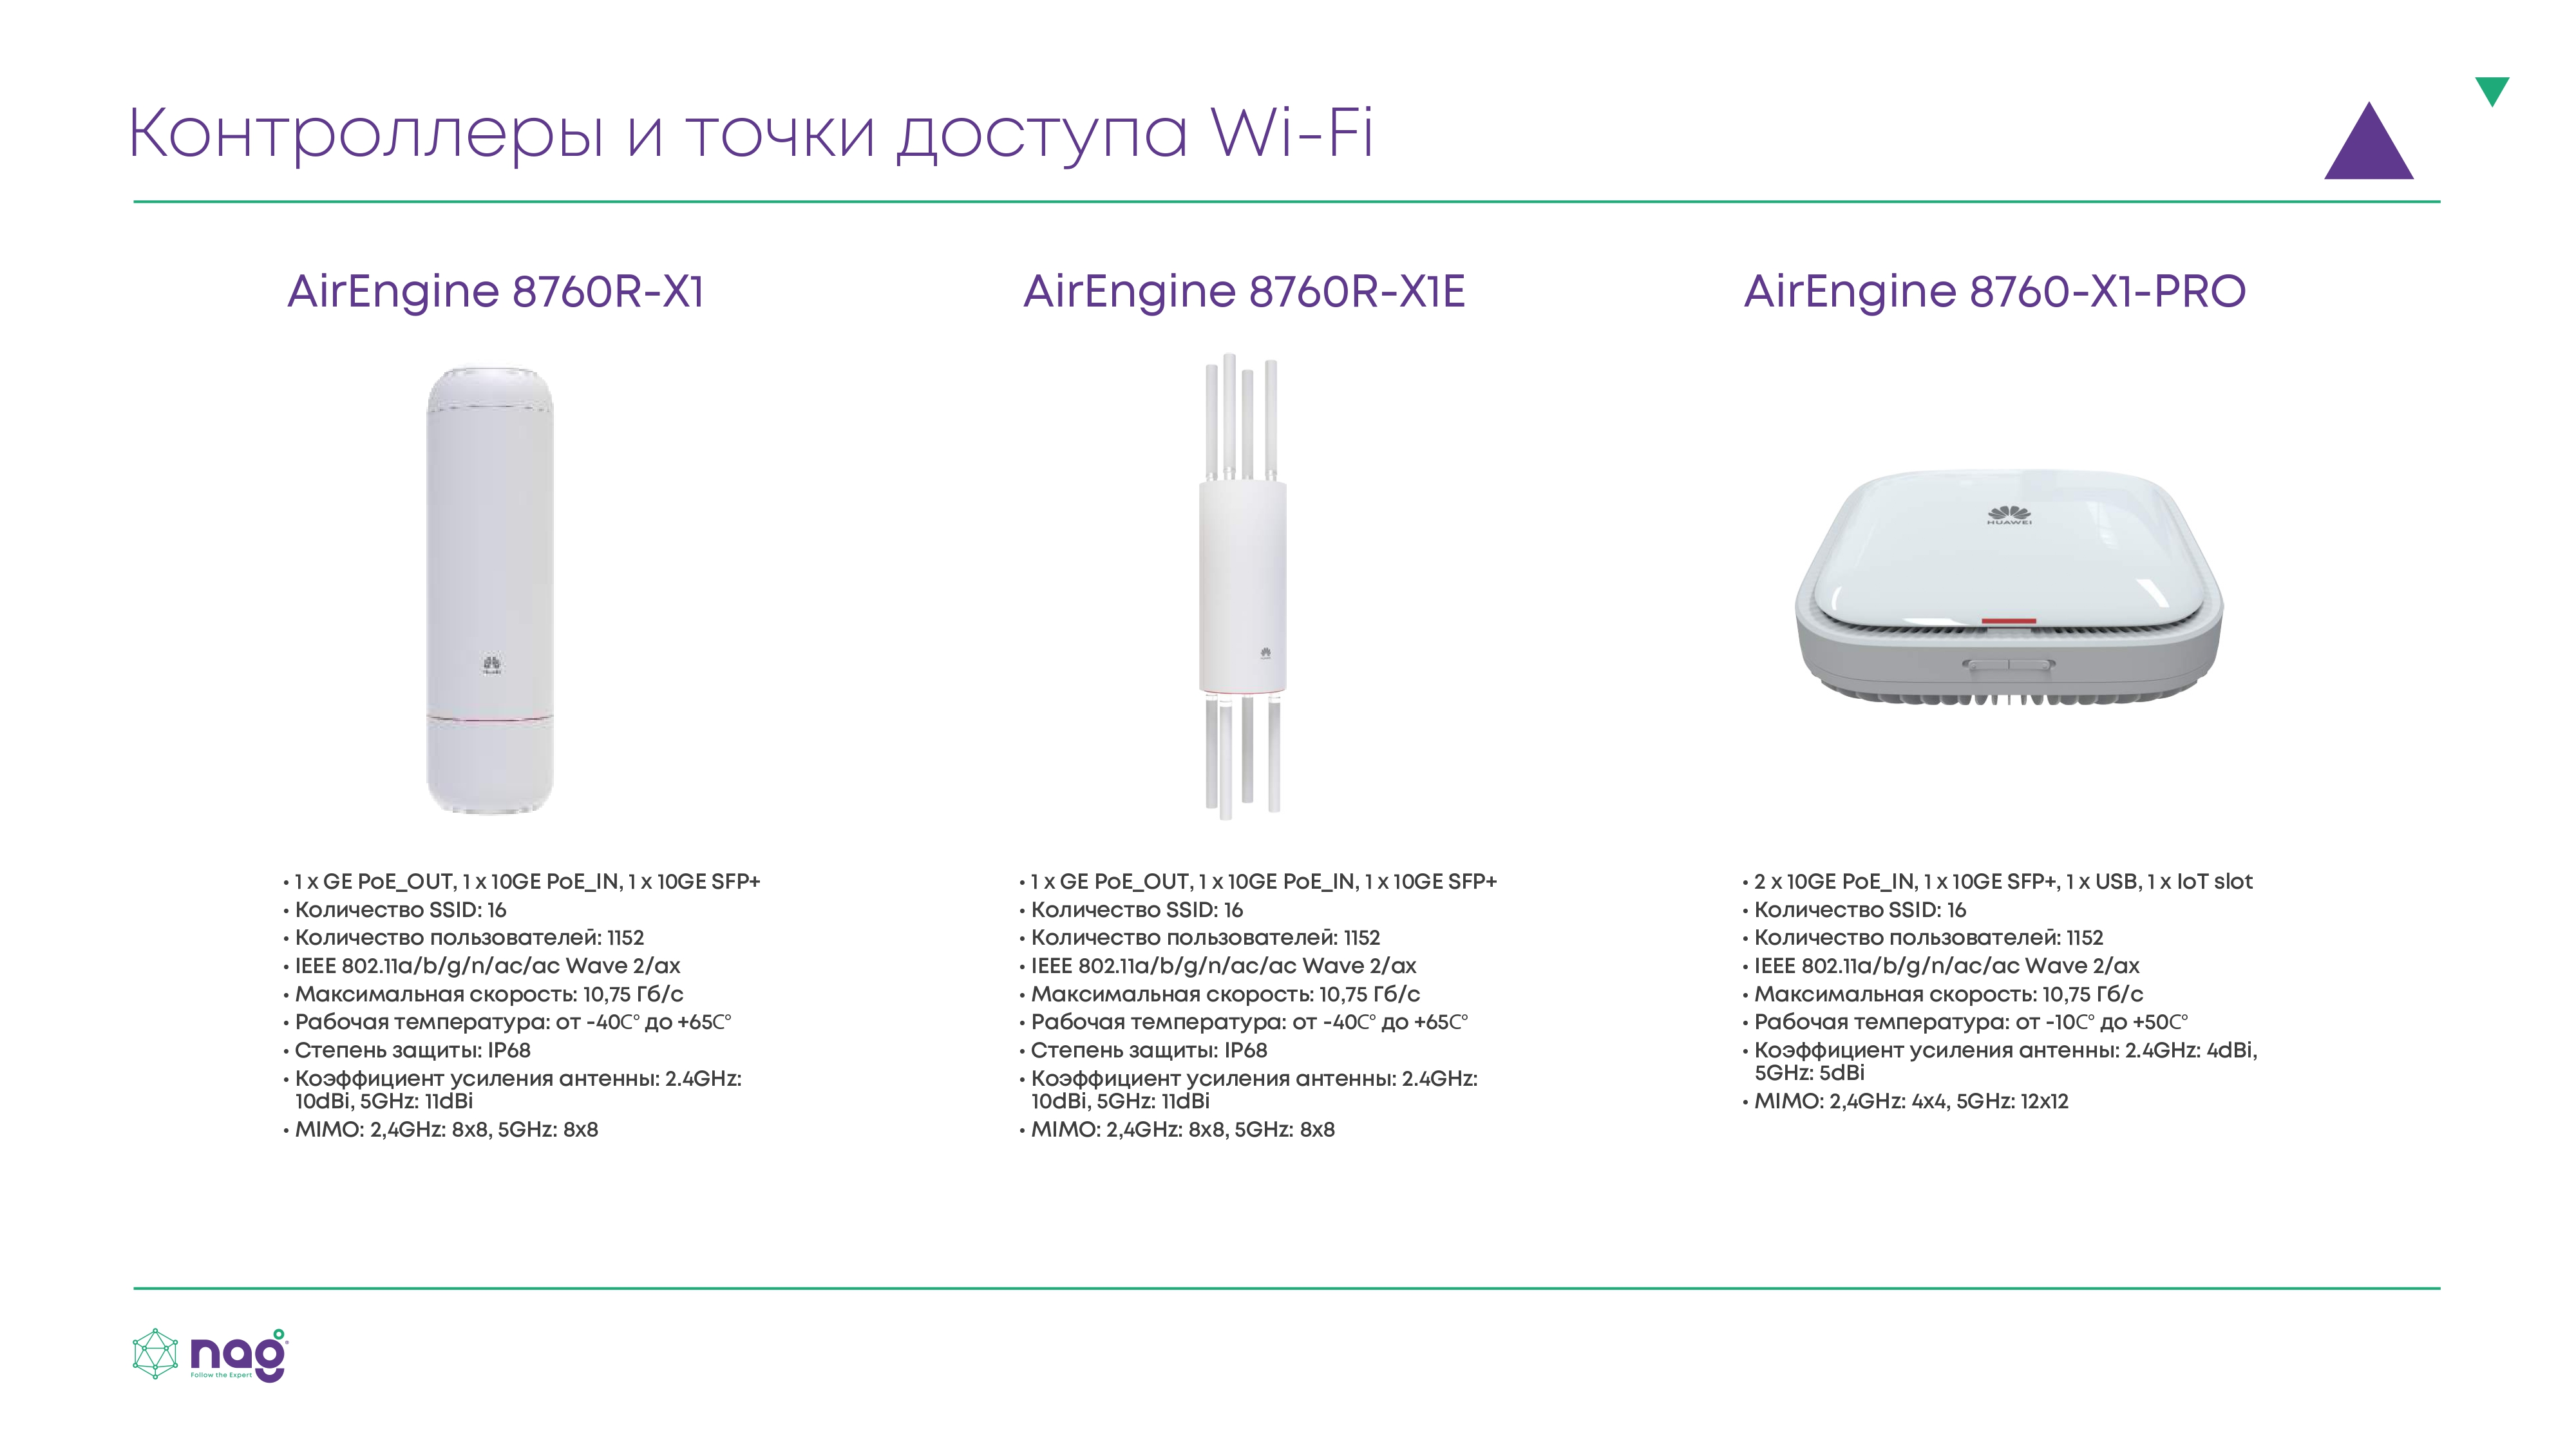 Контроллеры и точки доступа Wi-Fi
AirEngine 8760R-X1
• 1 x GE PoE_OUT, 1 x 10GE PoE_IN, 1 x 10GE SFP+
• Количество SSID: 16
• Количество пользователей: 1152
• IEEE 802.11a/b/g/n/ac/ac Wave 2/ax
• Максимальная скорость: 10,75 Гб/с
• Рабочая температура: от -40C° до +65C°
• Степень защиты: IP68
• Коэффициент усиления антенны: 2.4GHz:
10dBi, 5GHz: 11dBi
• MIMO: 2,4GHz: 8x8, 5GHz: 8x8
AirEngine 8760R-X1E
• 1 x GE PoE_OUT, 1 x 10GE PoE_IN, 1 x 10GE SFP+
• Количество SSID: 16
• Количество пользователей: 1152
• IEEE 802.11a/b/g/n/ac/ac Wave 2/ax
• Максимальная скорость: 10,75 Гб/с
• Рабочая температура: от -40C° до +65C°
• Степень защиты: IP68
• Коэффициент усиления антенны: 2.4GHz:
10dBi, 5GHz: 11dBi
• MIMO: 2,4GHz: 8x8, 5GHz: 8x8
AirEngine 8760-X1-PRO
HUAWEI
• 2 x 10GE PoE_IN, 1 x 10GE SFP+, 1 x USB, 1 x IoT slot
• Количество SSID: 16
• Количество пользователей: 1152
• IEEE 802.11a/b/g/n/ac/ac Wave 2/ax
• Максимальная скорость: 10,75 Гб/с
• Рабочая температура: от -10C° до +50C°
• Коэффициент усиления антенны: 2.4GHz: 4dBi,
5GHz: 5dBi
• MIMO: 2,4GHz: 4x4, 5GHz: 12x12
nag
Follow the Expert